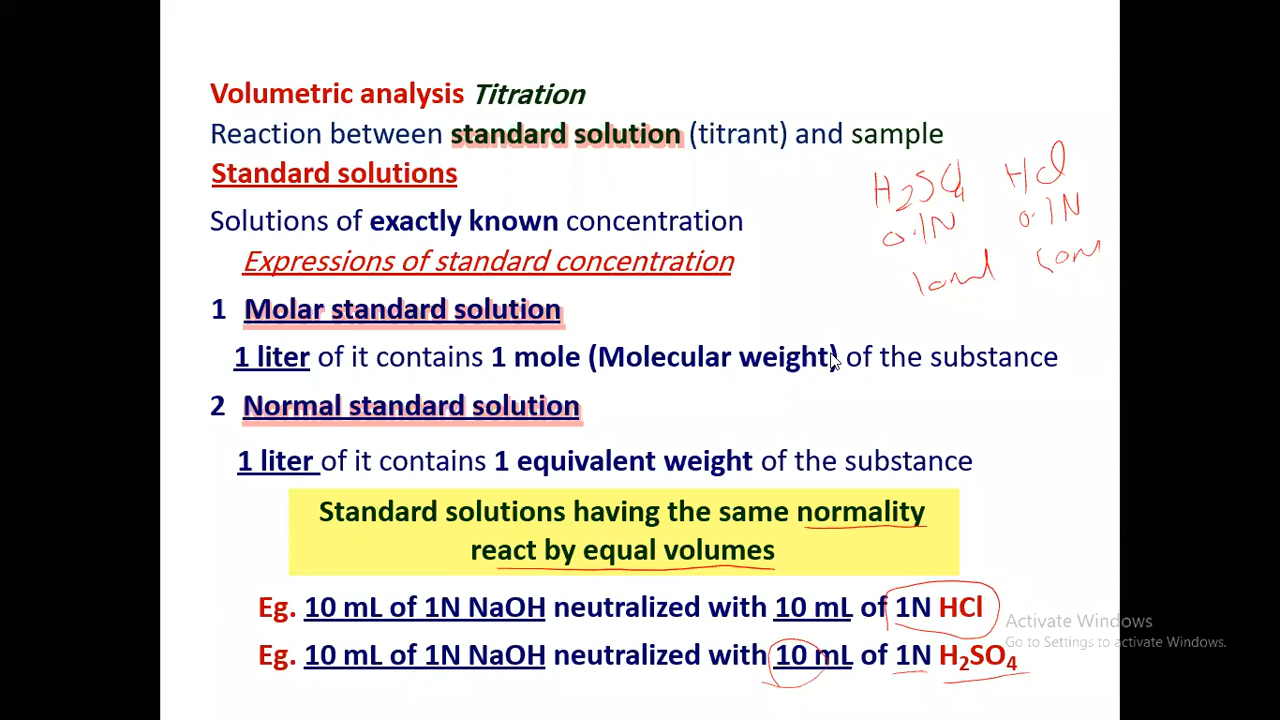 Volumetric analysis Titration
Reaction between standard solution (titrant) and sample
Standard solutions
H₂SO₄ HCl
0.1N 0.1N
Solutions of exactly known concentration
Expressions of standard concentration
10ml
1 Molar standard solution
1 liter of it contains 1 mole (Molecular weight) of the substance
2 Normal standard solution
1 liter of it contains 1 equivalent weight of the substance
Standard solutions having the same normality
react by equal volumes
Eg. 10 mL of 1N NaOH neutralized with 10 mL of 1N HCl
Activate Windows
Go to Settings to activate Windows.
Eg. 10 mL of 1N NaOH neutralized with 10 mL of 1N H₂SO₄